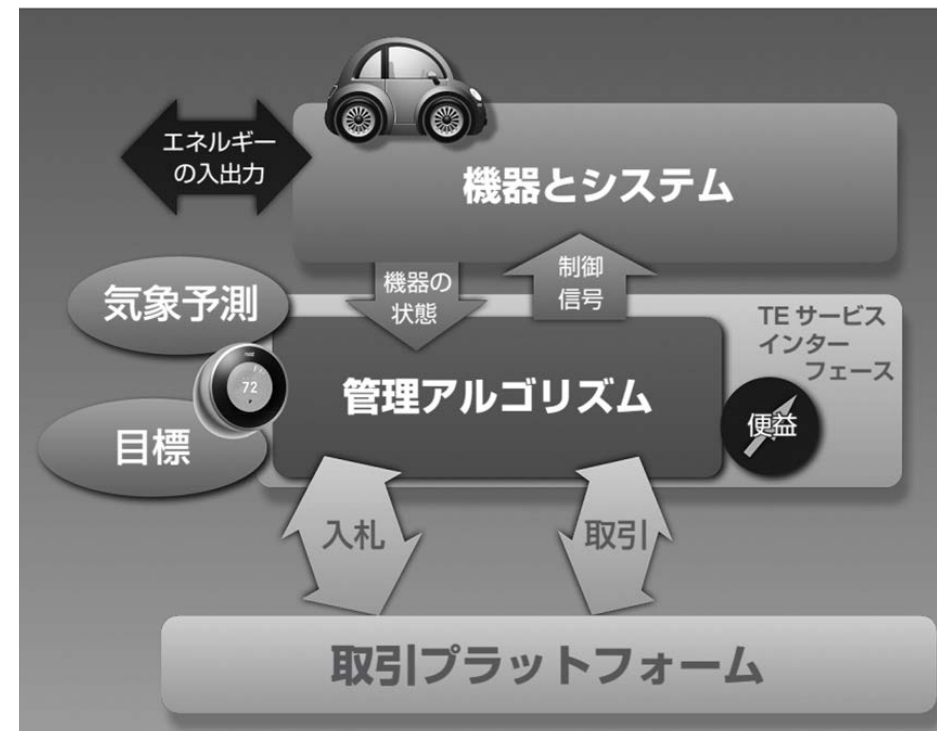 エネルギー
の入出力
機器とシステム
機器の
状態
制御
信号
気象予測
TE サービス
インター
フェース
72
管理アルゴリズム
便益
目標
入札
取引
取引プラットフォーム